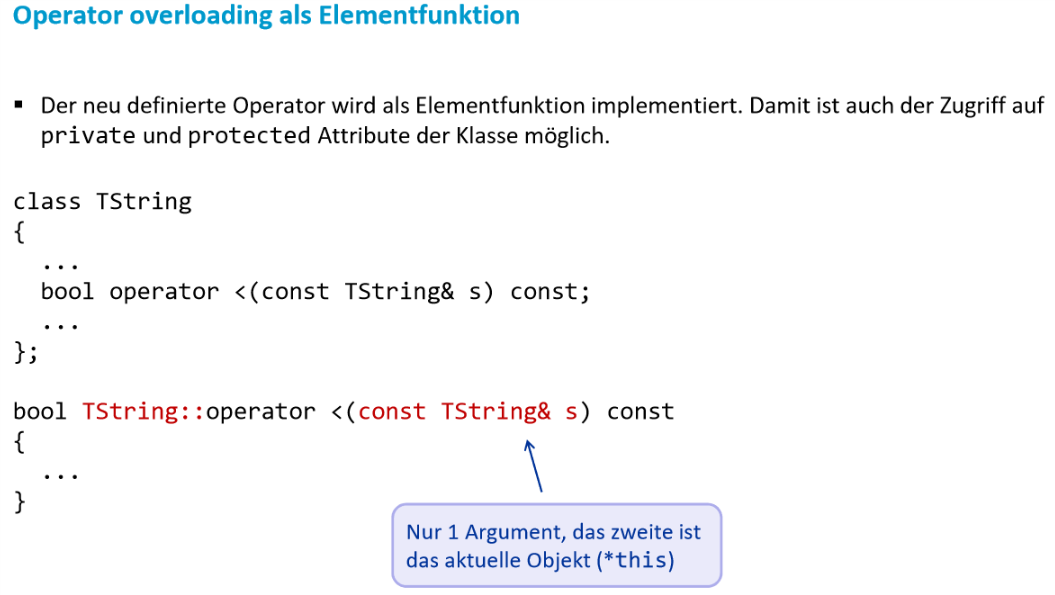 Operator overloading als Elementfunktion
▪ Der neu definierte Operator wird als Elementfunktion implementiert. Damit ist auch der Zugriff auf
private und protected Attribute der Klasse möglich.
class TString
{
...
bool operator <(const TString& s) const;
...
};
bool TString::operator <(const TString& s) const
{
...
}
Nur 1 Argument, das zweite ist
das aktuelle Objekt (*this)